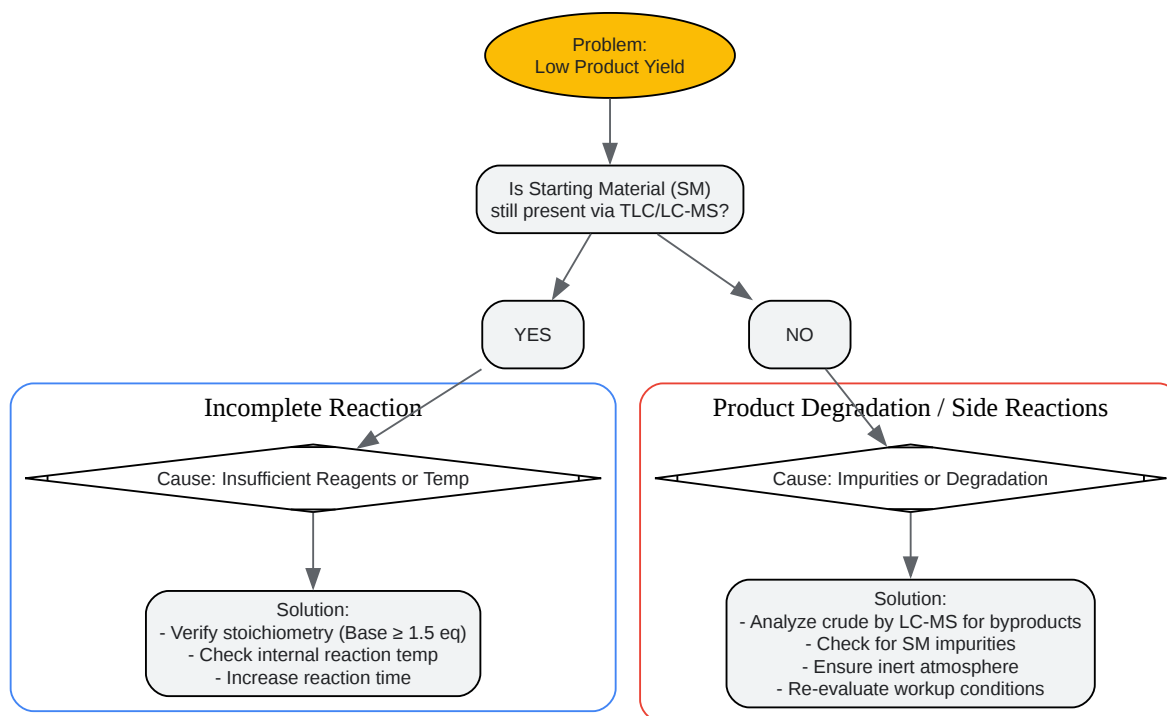 Problem:
Low Product Yield
Is Starting Material (SM)
still present via TLC/LC-MS?
YES
NO
Incomplete Reaction
Product Degradation / Side Reactions
Cause: Insufficient Reagents or Temp
Cause: Impurities or Degradation
Solution:
- Verify stoichiometry (Base ≥ 1.5 eq)
- Check internal reaction temp
- Increase reaction time
Solution:
- Analyze crude by LC-MS for byproducts
- Check for SM impurities
- Ensure inert atmosphere
- Re-evaluate workup conditions